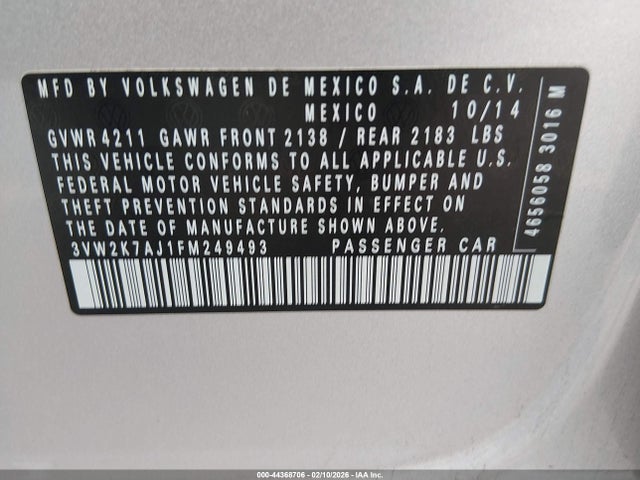 MFD BY VOLKSWAGEN DE MEXICO S.A. DE C.V.
MEXICO 10/14
GVWR 4211 GAWR FRONT 2138 / REAR 2183 LBS
THIS VEHICLE CONFORMS TO ALL APPLICABLE U.S.
FEDERAL MOTOR VEHICLE SAFETY, BUMPER AND
THEFT PREVENTION STANDARDS IN EFFECT ON
THE DATE OF MANUFACTURE SHOWN ABOVE.
3VW2K7AJ1FM249493 PASSENGER CAR
4656058 3016 M
000-44368706 - 02/10/2026 - IAA Inc.